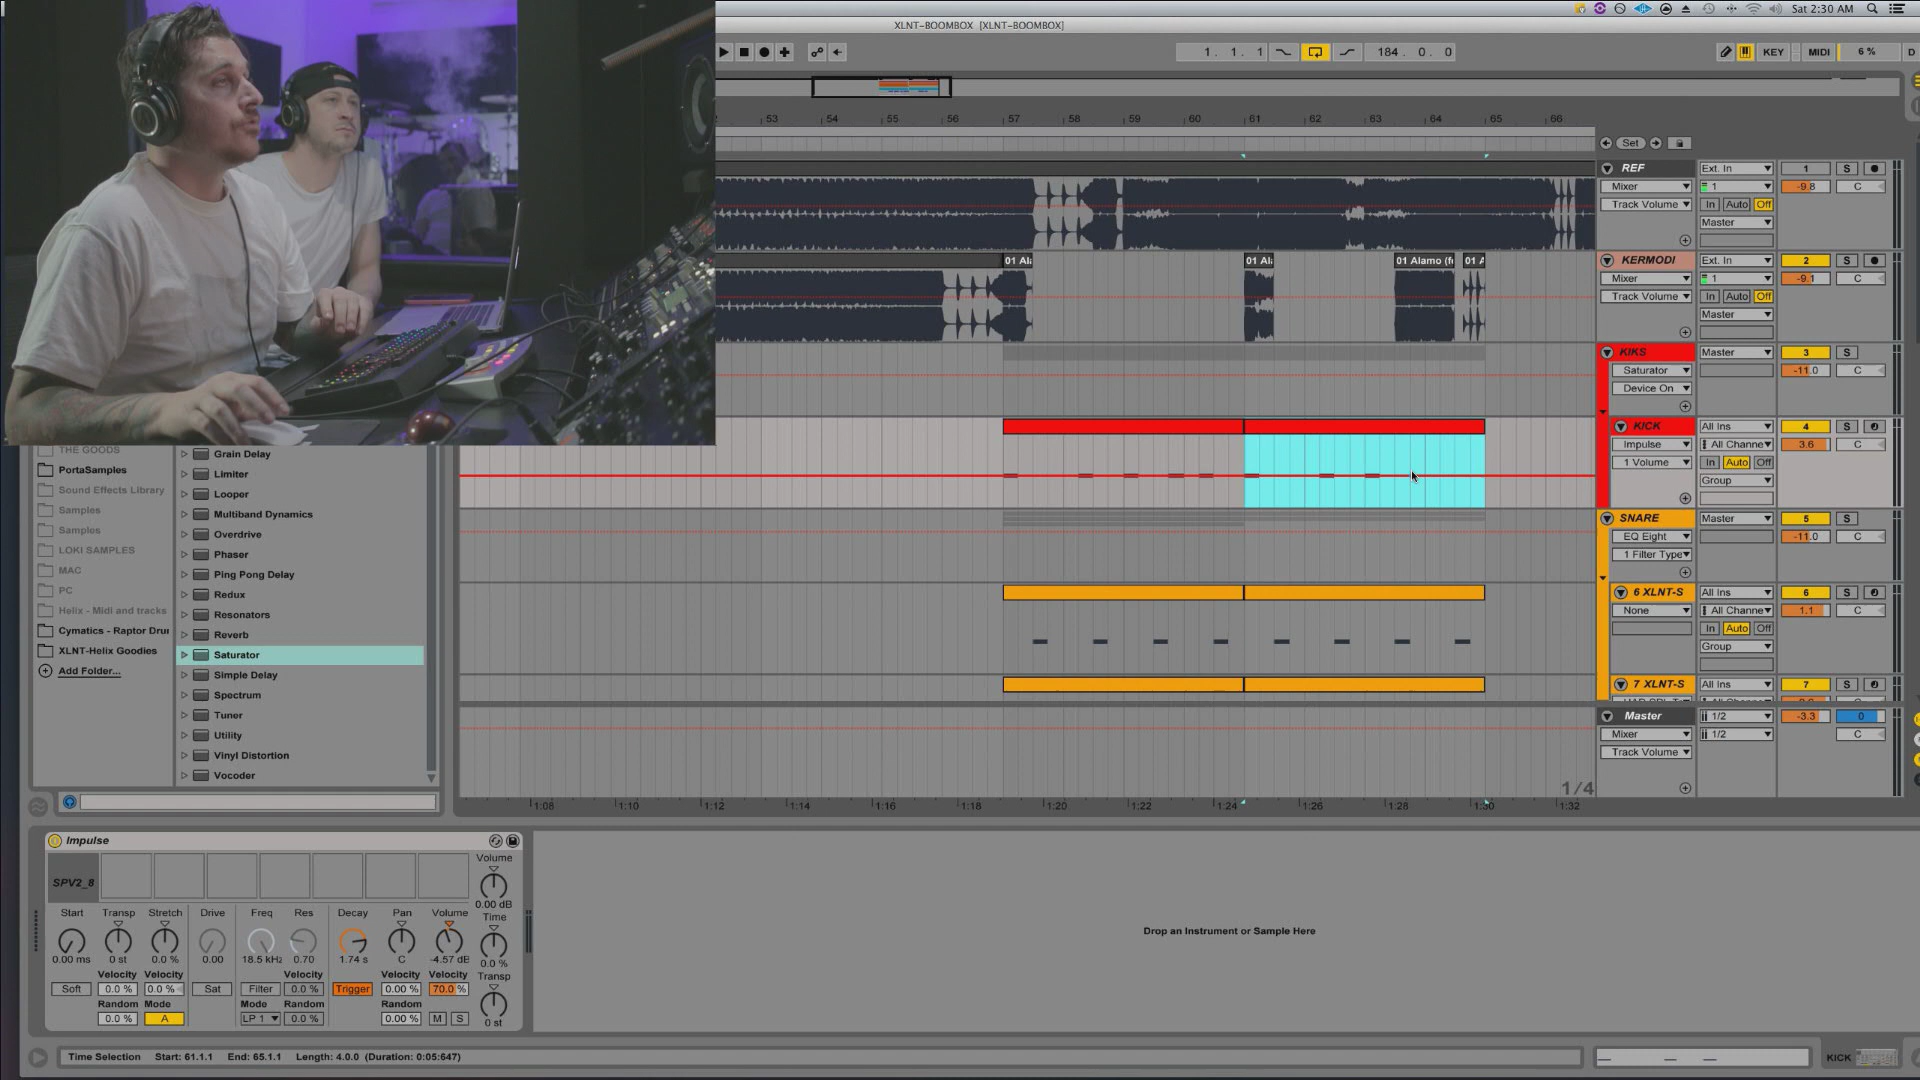 Sat 2:30 AM
XLNT-BOOMBOX [XLNT-BOOMBOX]
1. 1. 1
184. 0. 0
KEY
MIDI
6 %
D
53 54 55 56 57 58 59 60 61 62 63 64 65 66
Set
REF Ext. In 1 S
Mixer 1 -9.8 C
Track Volume In Auto Off
Master
01 Ala
01 Ala
01 Alamo (fr
01 A
KERMODI Ext. In 2 S
Mixer 1 -9.1 C
Track Volume In Auto Off
Master
KIKS Master 3 S
Saturator -11.0 C
Device On
KICK All Ins 4 S
Impulse All Channe 3.6 C
1 Volume In Auto Off
Group
SNARE Master 5 S
EQ Eight -11.0 C
1 Filter Type
6 XLNT-S All Ins 6 S
None All Channe 1.1 C
In Auto Off
Group
7 XLNT-S All Ins 7 S
Master 1/2 -3.3 0
Mixer 1/2 C
Track Volume
1/4
1:08 1:10 1:12 1:14 1:16 1:18 1:20 1:22 1:24 1:26 1:28 1:30 1:32
THE GOODS
PortaSamples
Sound Effects Library
Samples
Samples
LOKI SAMPLES
MAC
PC
Helix - Midi and tracks
Cymatics - Raptor Dru
XLNT-Helix Goodies
Add Folder...
Grain Delay
Limiter
Looper
Multiband Dynamics
Overdrive
Phaser
Ping Pong Delay
Redux
Resonators
Reverb
Saturator
Simple Delay
Spectrum
Tuner
Utility
Vinyl Distortion
Vocoder
Impulse
SPV2_8
Volume
0.00 dB
Time
0.0 %
Transp
0 st
Start Transp Stretch Drive Freq Res Decay Pan Volume
0.00 ms 0 st 0.0 % 0.00 18.5 kHz 0.70 1.74 s C -4.57 dB
Velocity Velocity Velocity Velocity Velocity
Soft 0.0 % 0.0 % Sat Filter 0.0 % Trigger 0.00 % 70.0 %
Random Mode Mode Random Random
0.0 % A LP 1 0.0 % 0.00 % M S
Drop an Instrument or Sample Here
Time Selection Start: 61.1.1 End: 65.1.1 Length: 4.0.0 (Duration: 0:05:647)
KICK